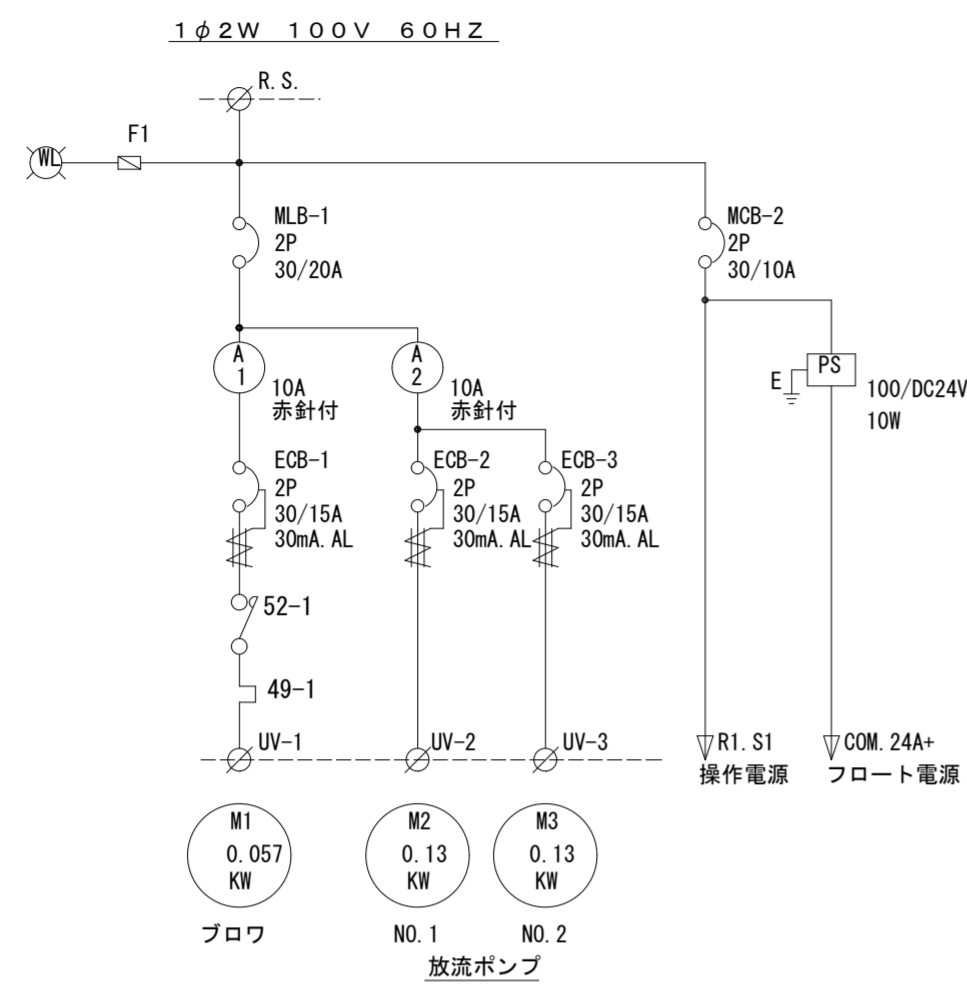 1φ2W 100V 60HZ
R.S.
F1
WL
MLB-1
2P
30/20A
MCB-2
2P
30/10A
A
1
10A
赤針付
A
2
10A
赤針付
E
PS
100/DC24V
10W
ECB-1
2P
30/15A
30mA.AL
ECB-2
2P
30/15A
30mA.AL
ECB-3
2P
30/15A
30mA.AL
52-1
49-1
UV-1
UV-2
UV-3
R1.S1
操作電源
COM.24A+
フロート電源
M1
0.057
KW
M2
0.13
KW
M3
0.13
KW
ブロワ
NO.1
NO.2
放流ポンプ